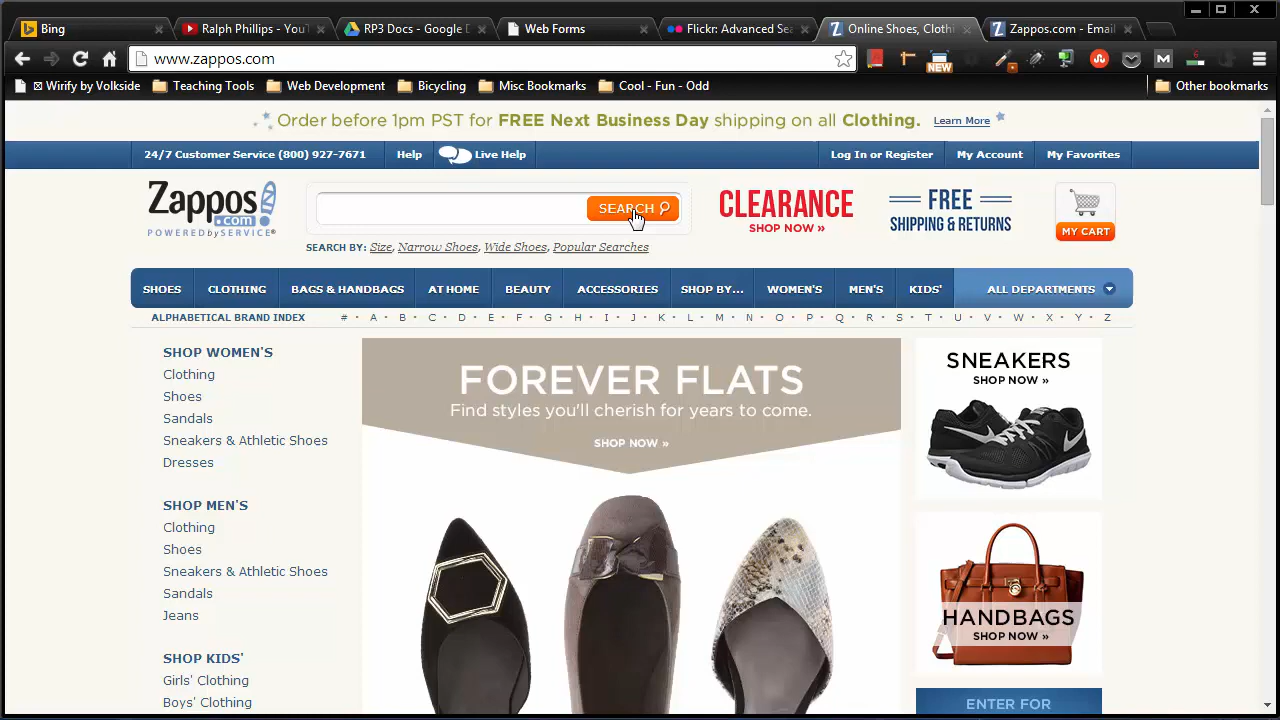 Bing
Ralph Phillips - YouT
RP3 Docs - Google D
Web Forms
Flickr: Advanced Sea
Online Shoes, Clothi
Zappos.com - Email
www.zappos.com
NEW
M
6
Wirify by Volkside
Teaching Tools
Web Development
Bicycling
Misc Bookmarks
Cool - Fun - Odd
Other bookmarks
Order before 1pm PST for FREE Next Business Day shipping on all Clothing. Learn More
24/7 Customer Service (800) 927-7671 Help Live Help Log In or Register My Account My Favorites
Zappos
.com
POWERED by SERVICE®
SEARCH
CLEARANCE
SHOP NOW »
FREE
SHIPPING & RETURNS
MY CART
SEARCH BY: Size, Narrow Shoes, Wide Shoes, Popular Searches
SHOES CLOTHING BAGS & HANDBAGS AT HOME BEAUTY ACCESSORIES SHOP BY... WOMEN'S MEN'S KIDS' ALL DEPARTMENTS
ALPHABETICAL BRAND INDEX # • A • B • C • D • E • F • G • H • I • J • K • L • M • N • O • P • Q • R • S • T • U • V • W • X • Y • Z
SHOP WOMEN'S
Clothing
Shoes
Sandals
Sneakers & Athletic Shoes
Dresses
SHOP MEN'S
Clothing
Shoes
Sneakers & Athletic Shoes
Sandals
Jeans
SHOP KIDS'
Girls' Clothing
Boys' Clothing
FOREVER FLATS
Find styles you'll cherish for years to come.
SHOP NOW »
SNEAKERS
SHOP NOW »
HANDBAGS
SHOP NOW »
ENTER FOR